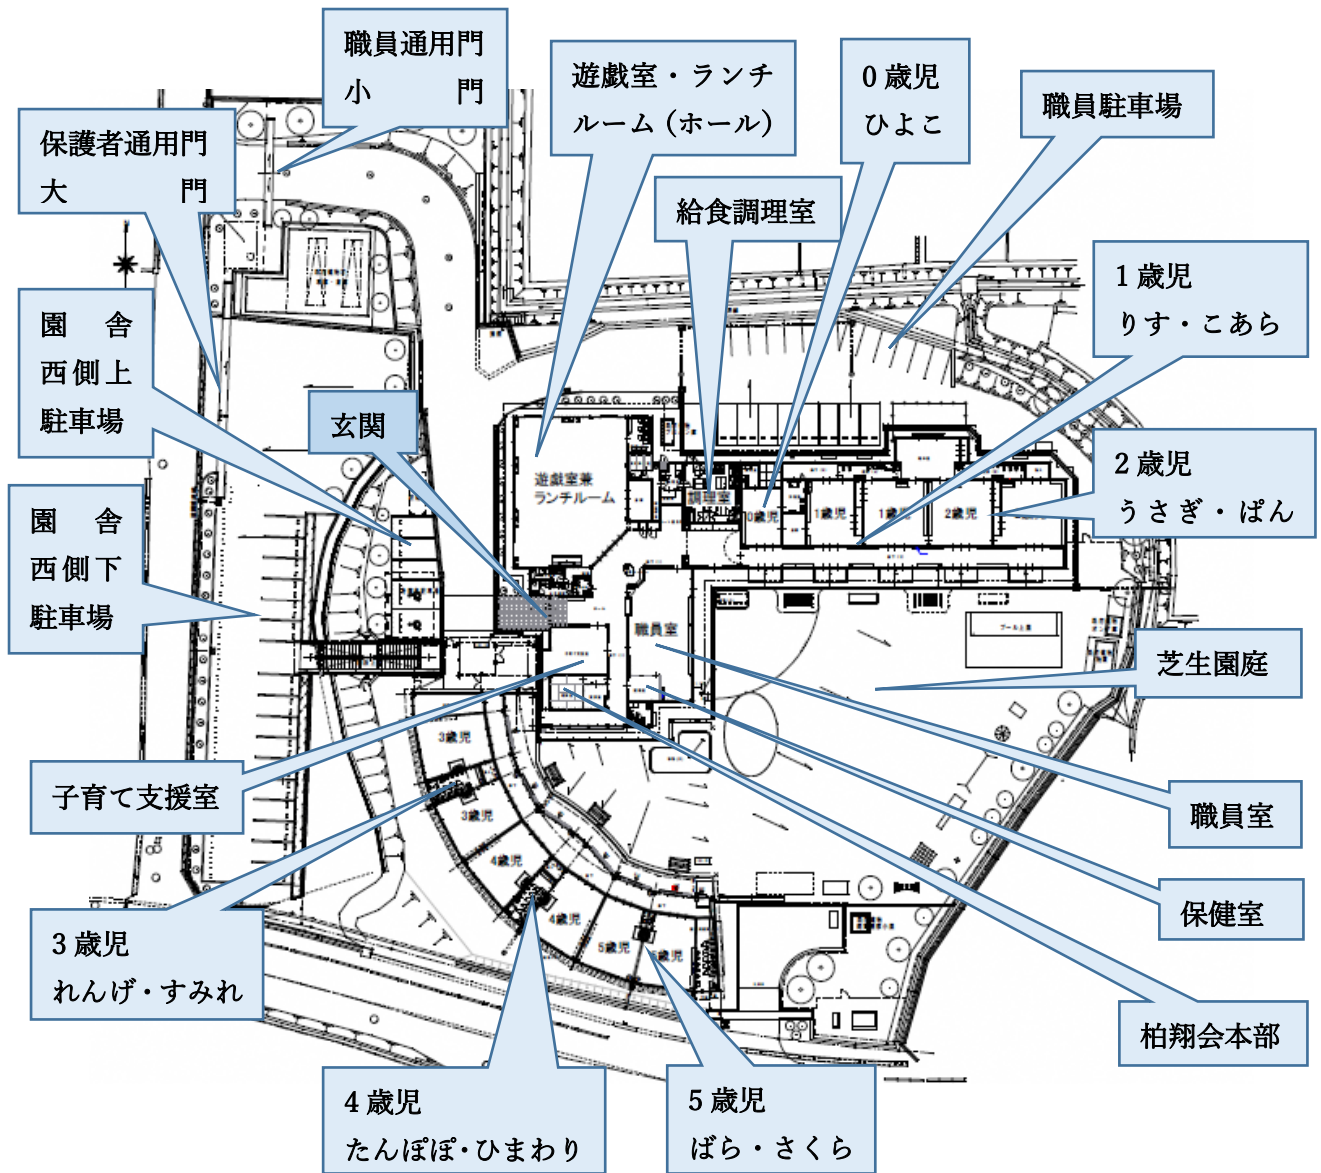 職員通用門
小　　門
遊戯室・ランチ
ルーム（ホール）
0歳児
ひよこ
職員駐車場
保護者通用門
大　　門
給食調理室
1歳児
りす・こあら
園　舎
西側上
駐車場
玄関
2歳児
うさぎ・ぱん
園　舎
西側下
駐車場
遊戯室兼
ランチルーム
調理室
0歳児
1歳児
1歳児
2歳児
職員室
プール上屋
芝生園庭
3歳児
3歳児
4歳児
4歳児
5歳児
5歳児
子育て支援室
職員室
保健室
3歳児
れんげ・すみれ
柏翔会本部
4歳児
たんぽぽ・ひまわり
5歳児
ばら・さくら